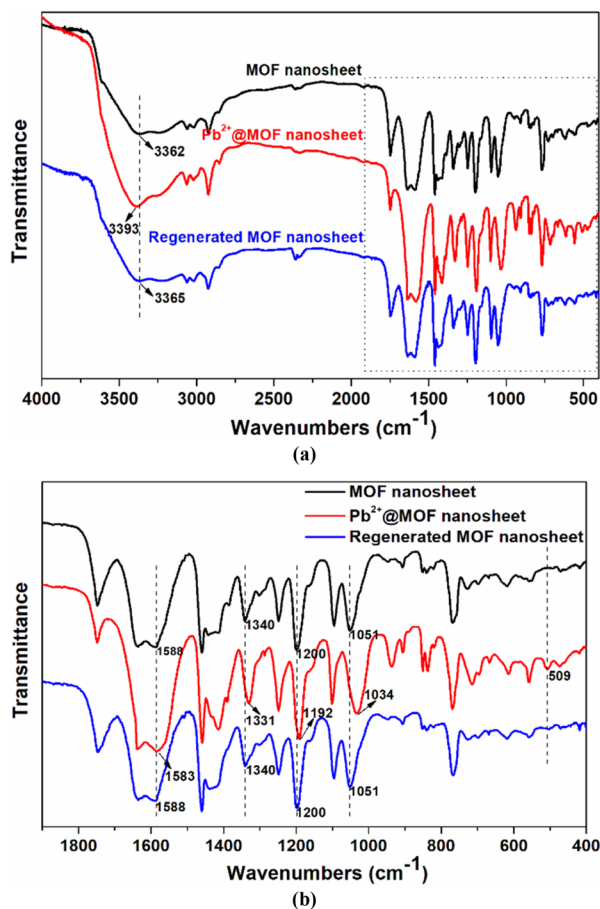 MOF nanosheet
Pb²⁺@MOF nanosheet
3362
3393
Regenerated MOF nanosheet
3365
Transmittance
4000 3500 3000 2500 2000 1500 1000 500
Wavenumbers (cm⁻¹)
(a)
MOF nanosheet
Pb²⁺@MOF nanosheet
Regenerated MOF nanosheet
1588
1340
1200
1051
1583
1331
1192
1034
509
1588
1340
1200
1051
Transmittance
1800 1600 1400 1200 1000 800 600 400
Wavenumbers (cm⁻¹)
(b)